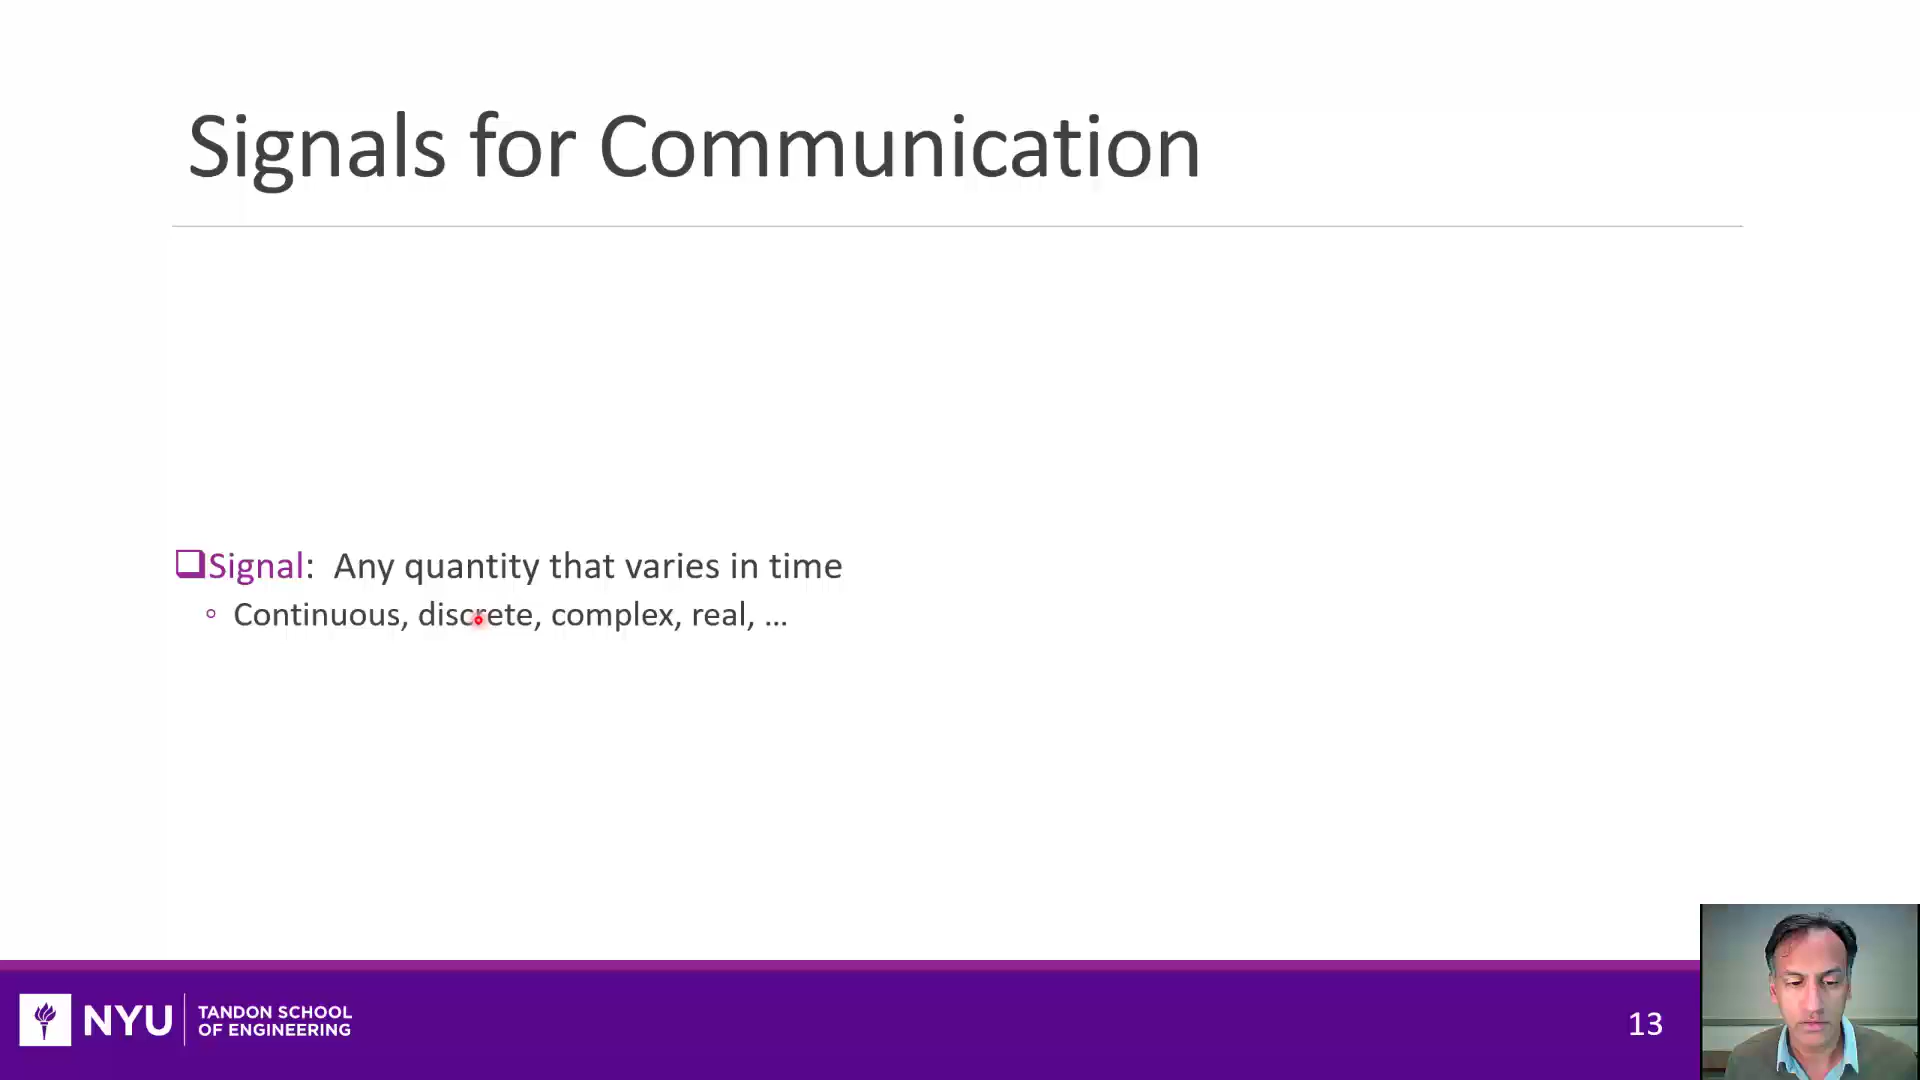 Signals for Communication
Signal: Any quantity that varies in time
Continuous, discrete, complex, real, ...
NYU
TANDON SCHOOL
OF ENGINEERING
13